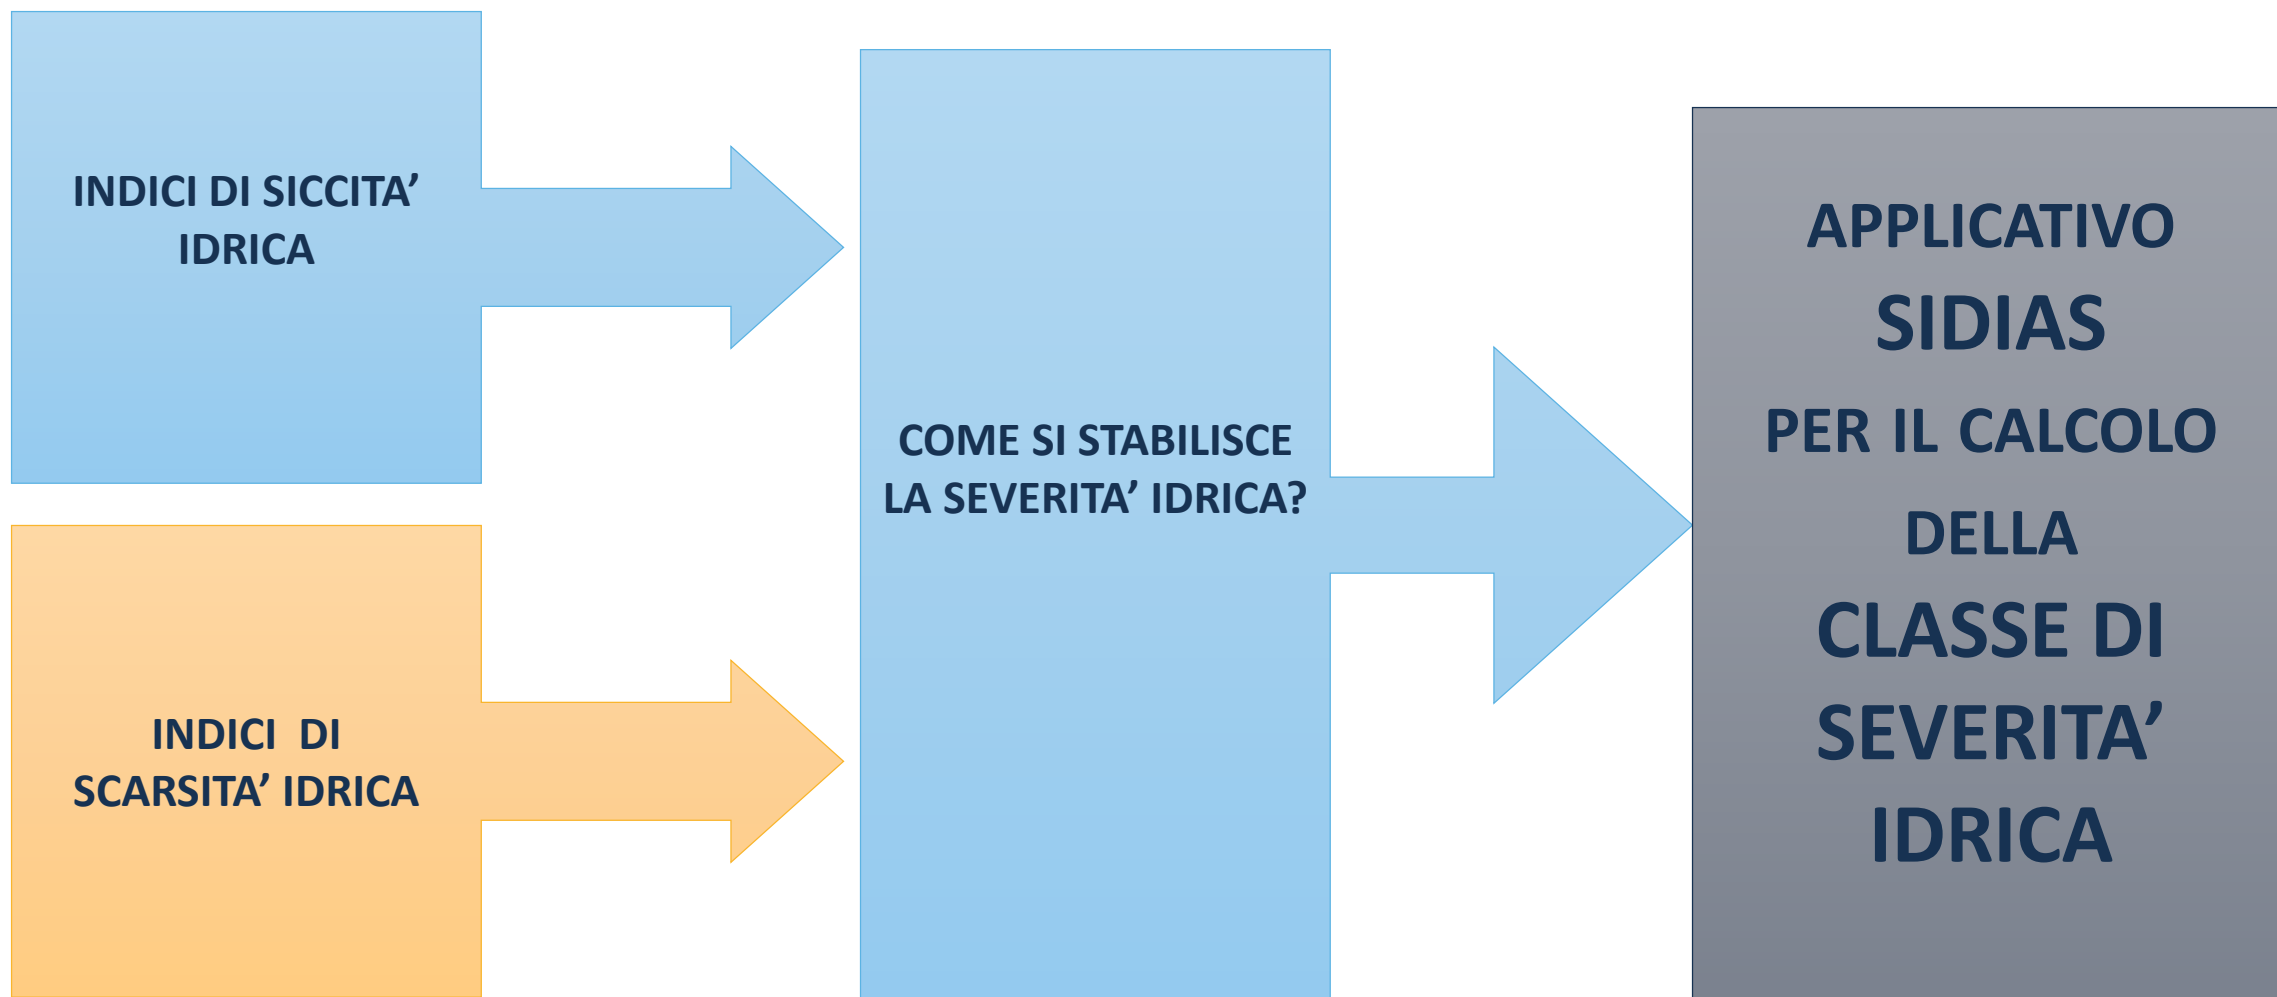 INDICI DI SICCITA’
IDRICA
INDICI  DI
SCARSITA’ IDRICA
COME SI STABILISCE
LA SEVERITA’ IDRICA?
APPLICATIVO
SIDIAS
PER IL CALCOLO
DELLA
CLASSE DI
SEVERITA’
IDRICA